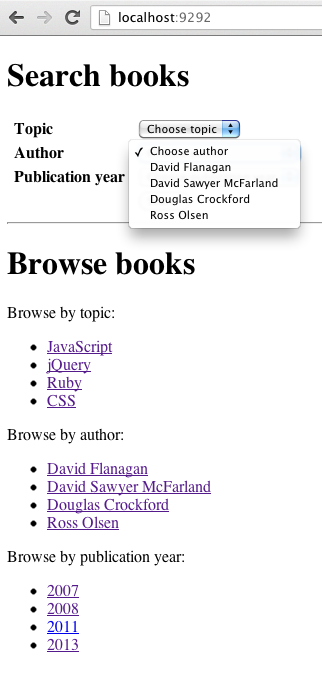 localhost:9292
Search books
Topic Choose topic
Author ✓ Choose author
David Flanagan
Publication year David Sawyer McFarland
Douglas Crockford
Ross Olsen
Browse books
Browse by topic:
JavaScript
jQuery
Ruby
CSS
Browse by author:
David Flanagan
David Sawyer McFarland
Douglas Crockford
Ross Olsen
Browse by publication year:
2007
2008
2011
2013